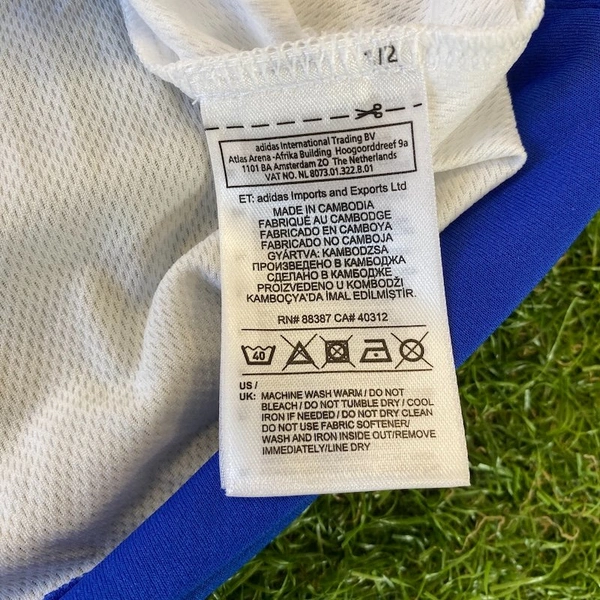 1/2
adidas International Trading BV
Atlas Arena -Afrika Building Hoogoorddreef 9a
1101 BA Amsterdam ZO The Netherlands
VAT NO. NL 8073.01.322.B.01
ET: adidas Imports and Exports Ltd
MADE IN CAMBODIA
FABRIQUÉ AU CAMBODGE
FABRICADO EN CAMBOYA
FABRICADO NO CAMBOJA
GYÁRTVA: KAMBODZSA
ПРОИЗВЕДЕНО В КАМБОДЖА
СДЕЛАНО В КАМБОДЖЕ
PROIZVEDENO U KOMBODŽI
KAMBOÇYA'DA İMAL EDİLMİŞTİR.
RN# 88387 CA# 40312
40
US /
UK: MACHINE WASH WARM / DO NOT
BLEACH / DO NOT TUMBLE DRY / COOL
IRON IF NEEDED / DO NOT DRY CLEAN
DO NOT USE FABRIC SOFTENER/
WASH AND IRON INSIDE OUT/REMOVE
IMMEDIATELY/LINE DRY